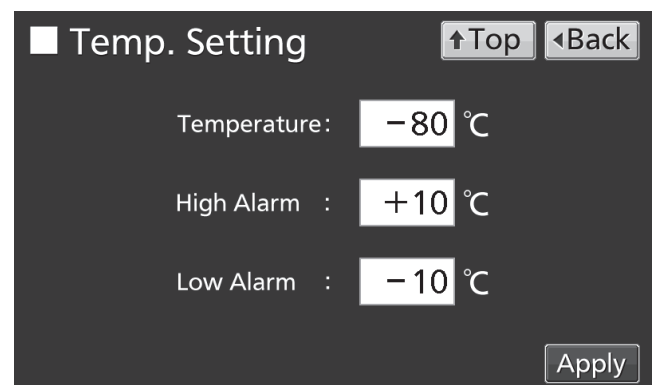 Temp. Setting ↑Top ◂Back
Temperature: −80 ℃
High Alarm : +10 ℃
Low Alarm : −10 ℃
Apply